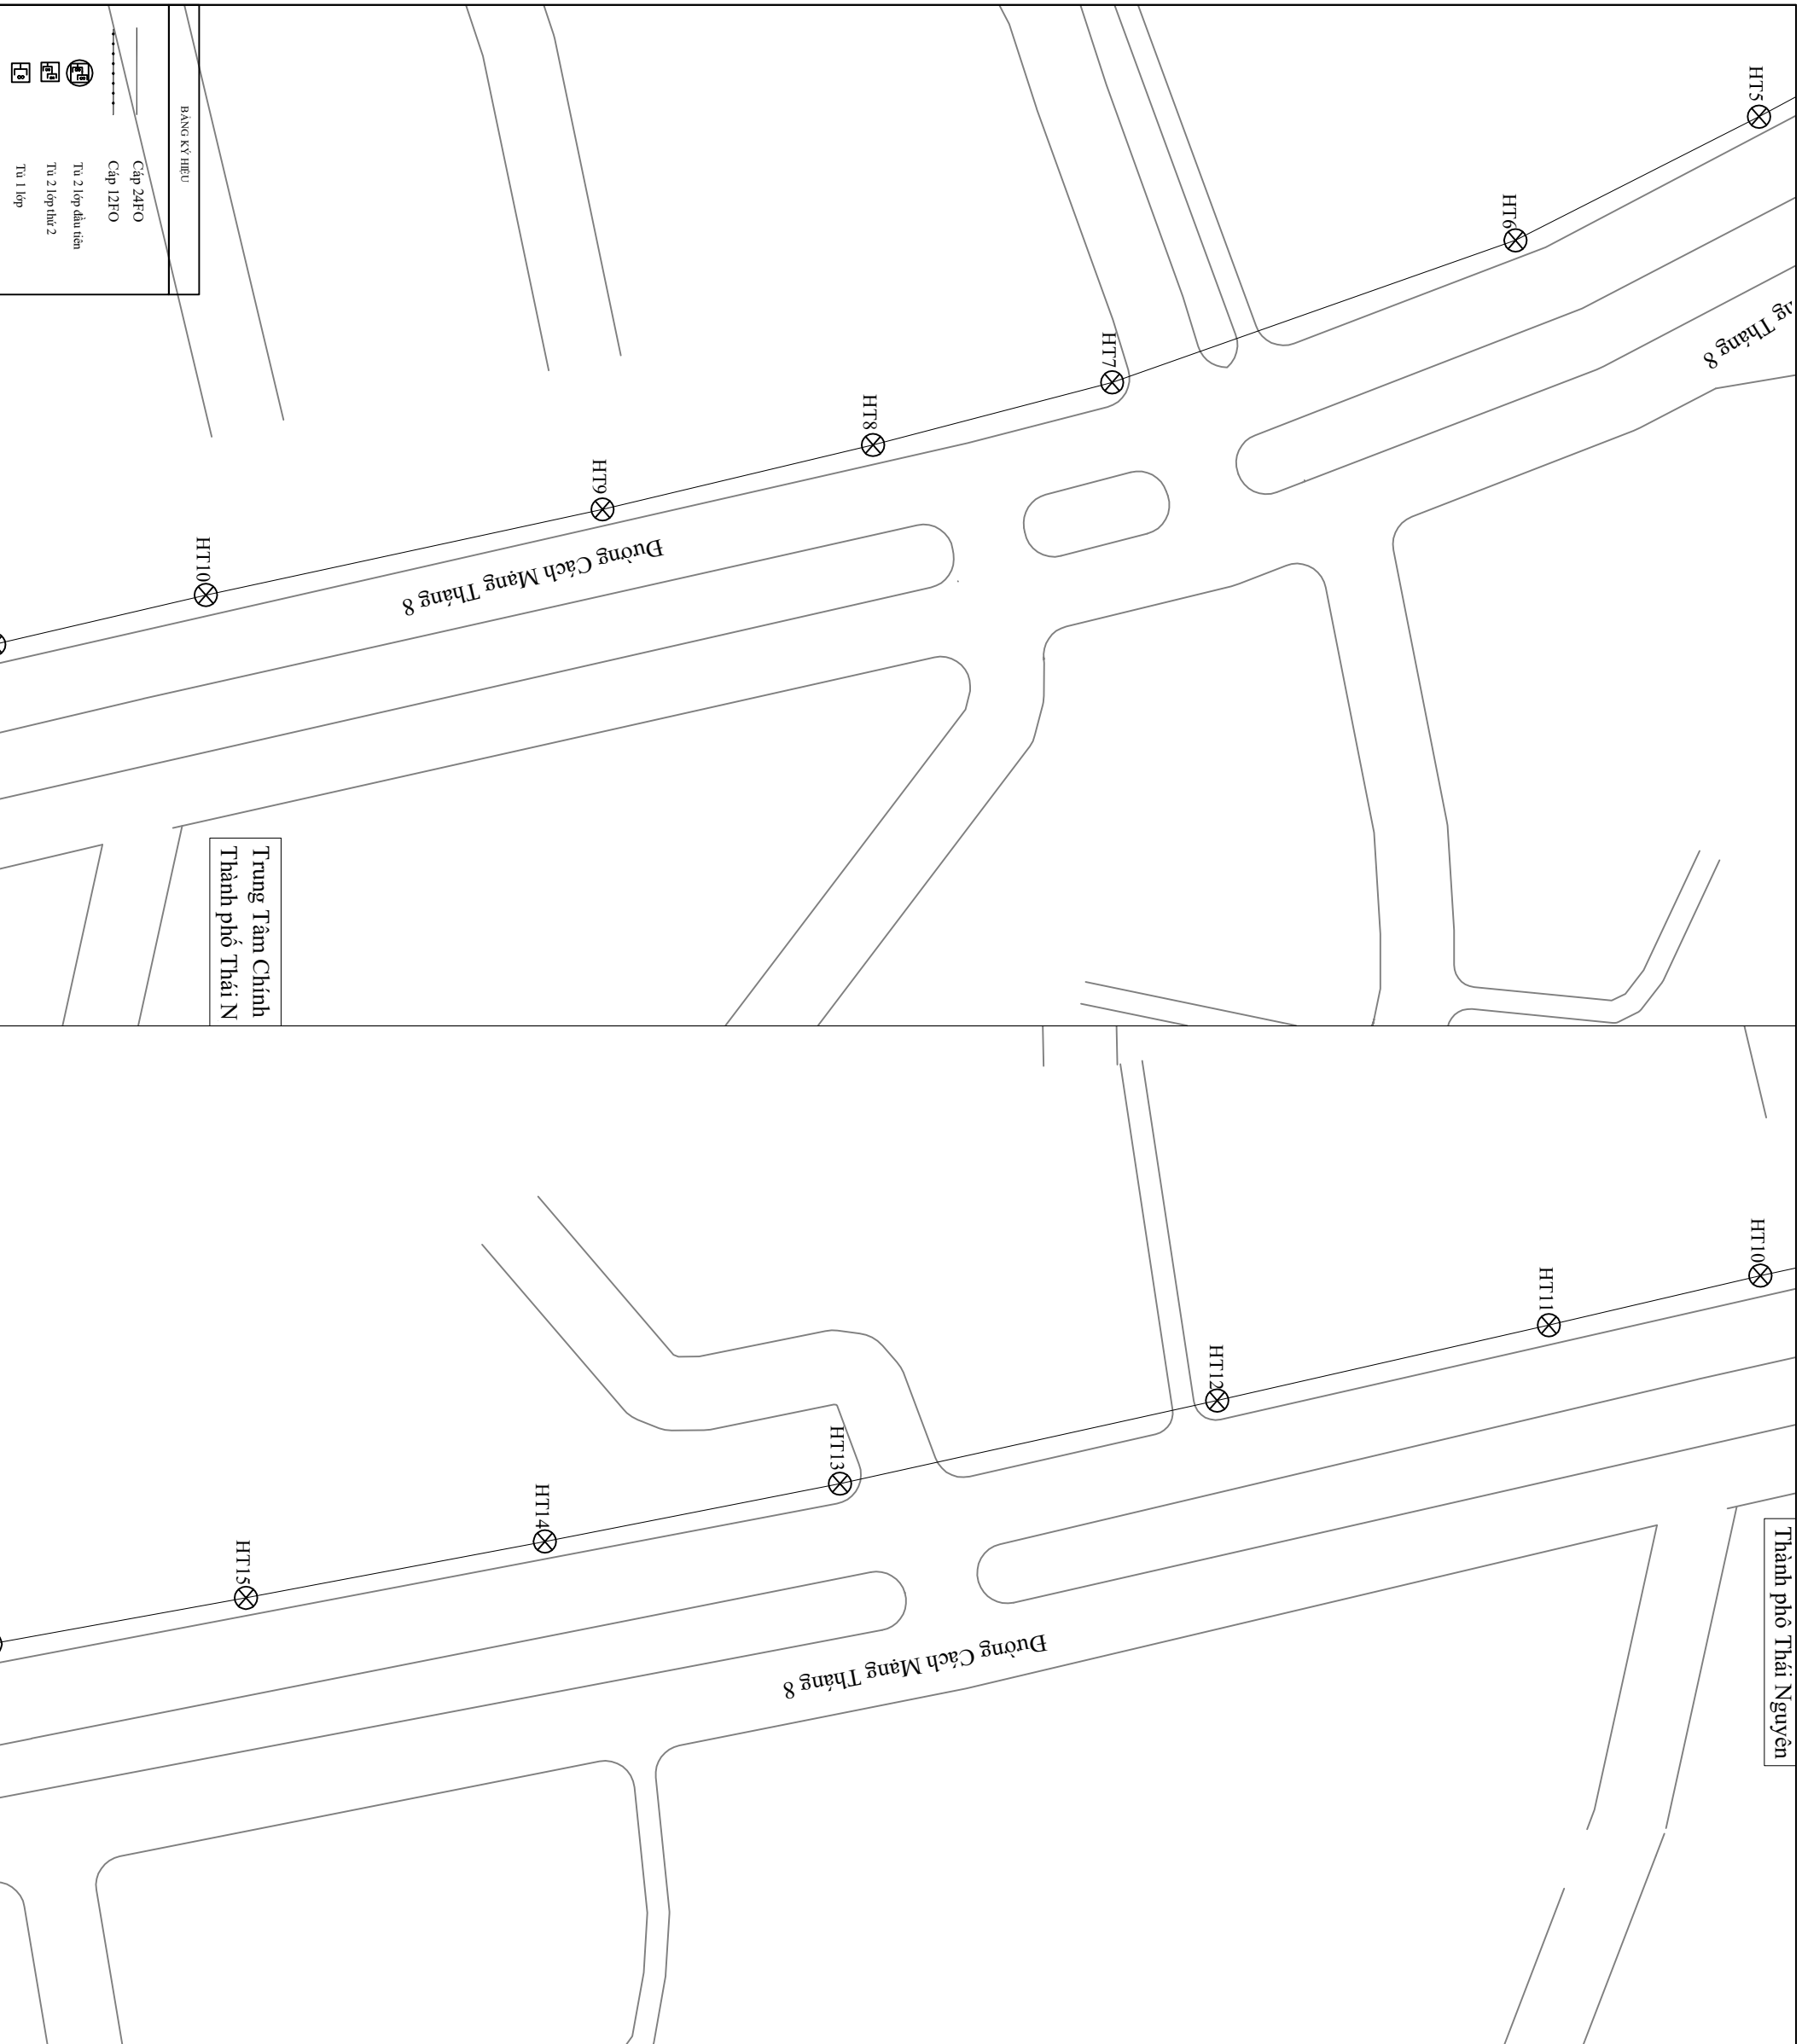 BẢNG KÝ HIỆU
Cáp 24FO
Cáp 12FO
Tủ 2 lớp đầu tiên
Tủ 2 lớp thứ 2
Tủ 1 lớp
HT5
HT6
HT7
HT8
HT9
HT10
ng Tháng 8
Đường Cách Mạng Tháng 8
Trung Tâm Chính
Thành phố Thái N
HT10
HT11
HT12
HT13
HT14
HT15
Đường Cách Mạng Tháng 8
Thành phố Thái Nguyên